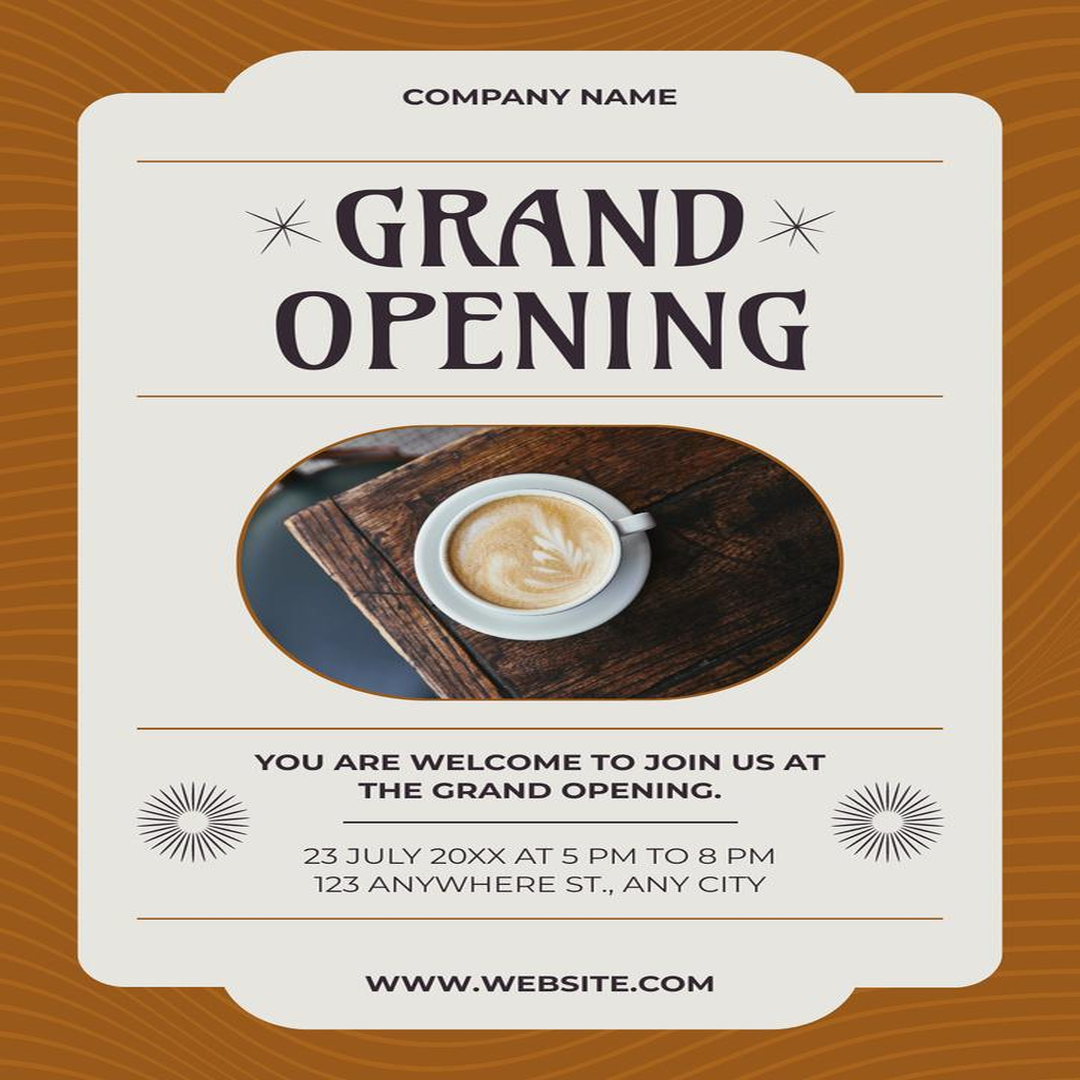 COMPANY NAME
GRAND
OPENING
YOU ARE WELCOME TO JOIN US AT
THE GRAND OPENING.
23 JULY 20XX AT 5 PM TO 8 PM
123 ANYWHERE ST., ANY CITY
WWW.WEBSITE.COM